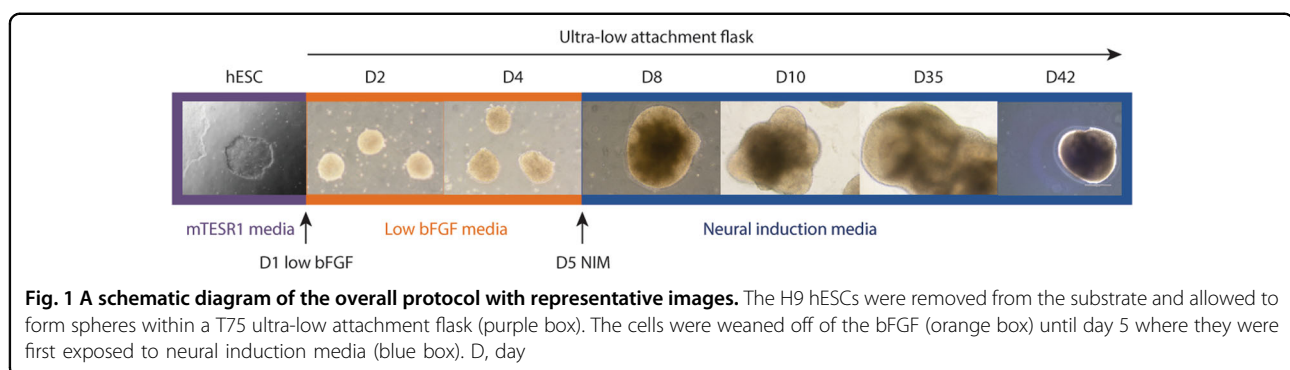 Ultra-low attachment flask
hESC D2 D4 D8 D10 D35 D42
mTESR1 media Low bFGF media Neural induction media
D1 low bFGF D5 NIM
Fig. 1 A schematic diagram of the overall protocol with representative images. The H9 hESCs were removed from the substrate and allowed to
form spheres within a T75 ultra-low attachment flask (purple box). The cells were weaned off of the bFGF (orange box) until day 5 where they were
first exposed to neural induction media (blue box). D, day